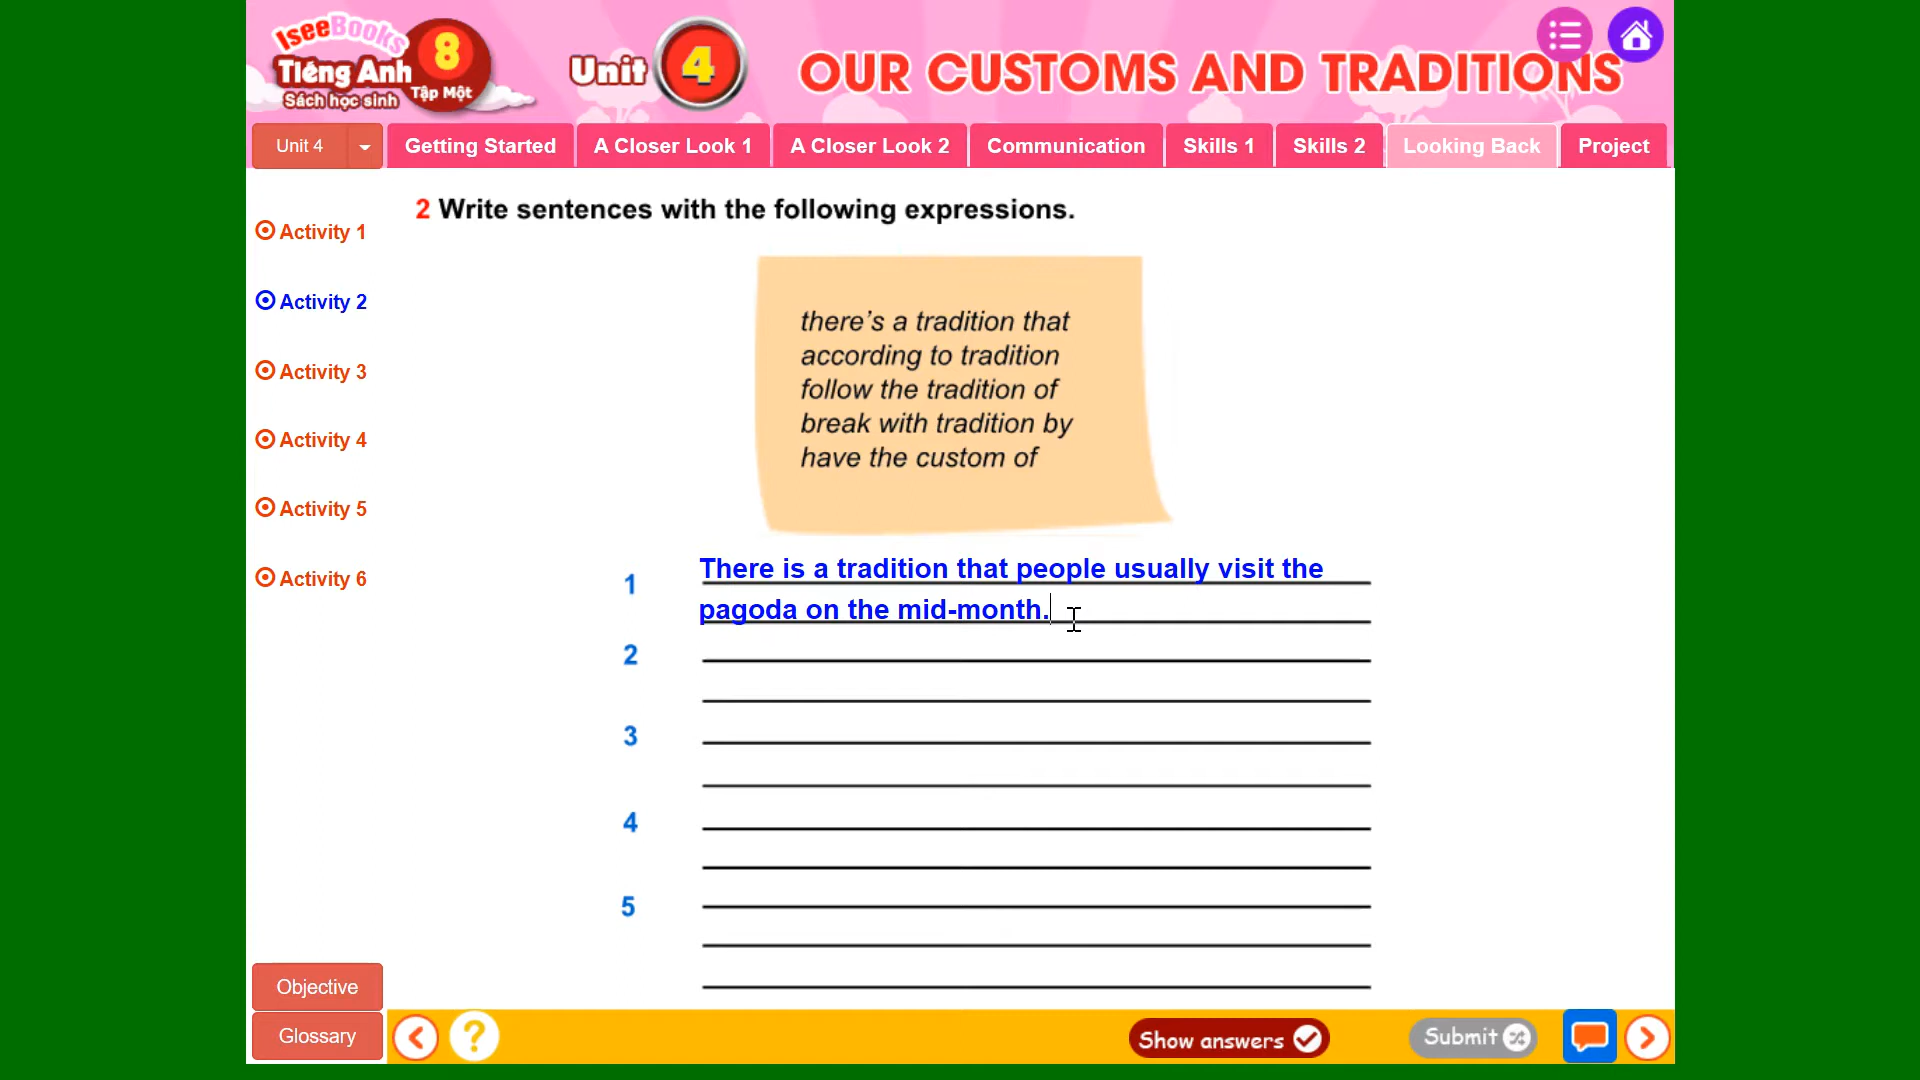 IseeBooks
Tiếng Anh 8
Sách học sinh Tập Một
Unit 4
OUR CUSTOMS AND TRADITIONS
Unit 4
Getting Started
A Closer Look 1
A Closer Look 2
Communication
Skills 1
Skills 2
Looking Back
Project
Activity 1
Activity 2
Activity 3
Activity 4
Activity 5
Activity 6
2 Write sentences with the following expressions.
there's a tradition that
according to tradition
follow the tradition of
break with tradition by
have the custom of
1 There is a tradition that people usually visit the
pagoda on the mid-month.
2
3
4
5
Objective
Glossary
?
Show answers
Submit